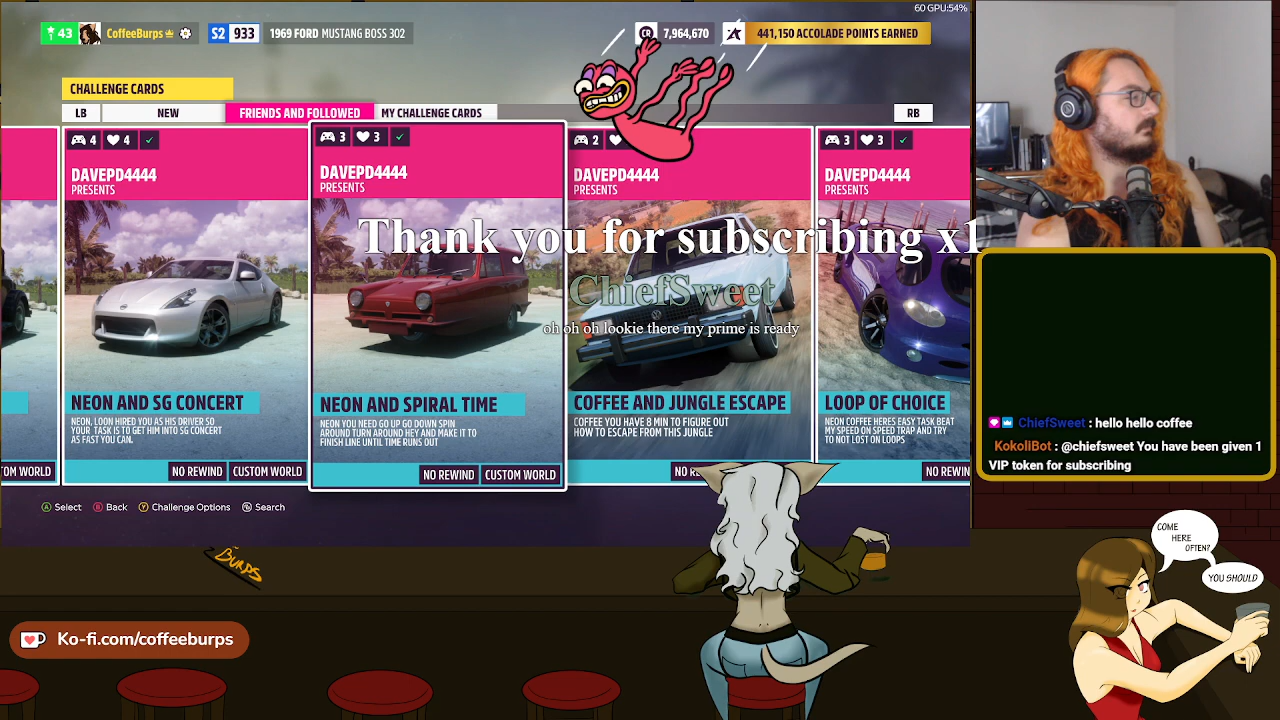 60 GPU:54%
43 CoffeeBurps S2 933 1969 FORD MUSTANG BOSS 302
CR 7,964,670 441,150 ACCOLADE POINTS EARNED
CHALLENGE CARDS
LB NEW FRIENDS AND FOLLOWED MY CHALLENGE CARDS RB
4 4
DAVEPD4444
PRESENTS
NEON AND SG CONCERT
NEON, LOON HIRED YOU AS HIS DRIVER SO
YOUR TASK IS TO GET HIM INTO SG CONCERT
AS FAST YOU CAN.
NO REWIND CUSTOM WORLD
3 3
DAVEPD4444
PRESENTS
NEON AND SPIRAL TIME
NEON YOU NEED GO UP GO DOWN SPIN
AROUND TURN AROUND HEY AND MAKE IT TO
FINISH LINE UNTIL TIME RUNS OUT
NO REWIND CUSTOM WORLD
2
DAVEPD4444
PRESENTS
COFFEE AND JUNGLE ESCAPE
COFFEE YOU HAVE 8 MIN TO FIGURE OUT
HOW TO ESCAPE FROM THIS JUNGLE
NO R
3 3
DAVEPD4444
PRESENTS
LOOP OF CHOICE
NEON COFFEE HERES EASY TASK BEAT
MY SPEED ON SPEED TRAP AND TRY
TO NOT LOST ON LOOPS
NO REWIN
TOM WORLD
Thank you for subscribing x1
ChiefSweet
oh oh oh lookie there my prime is ready
A Select B Back Y Challenge Options Search
ChiefSweet : hello hello coffee
KokoliBot : @chiefsweet You have been given 1
VIP token for subscribing
BURPS
Ko-fi.com/coffeeburps
COME
HERE
OFTEN?
YOU SHOULD